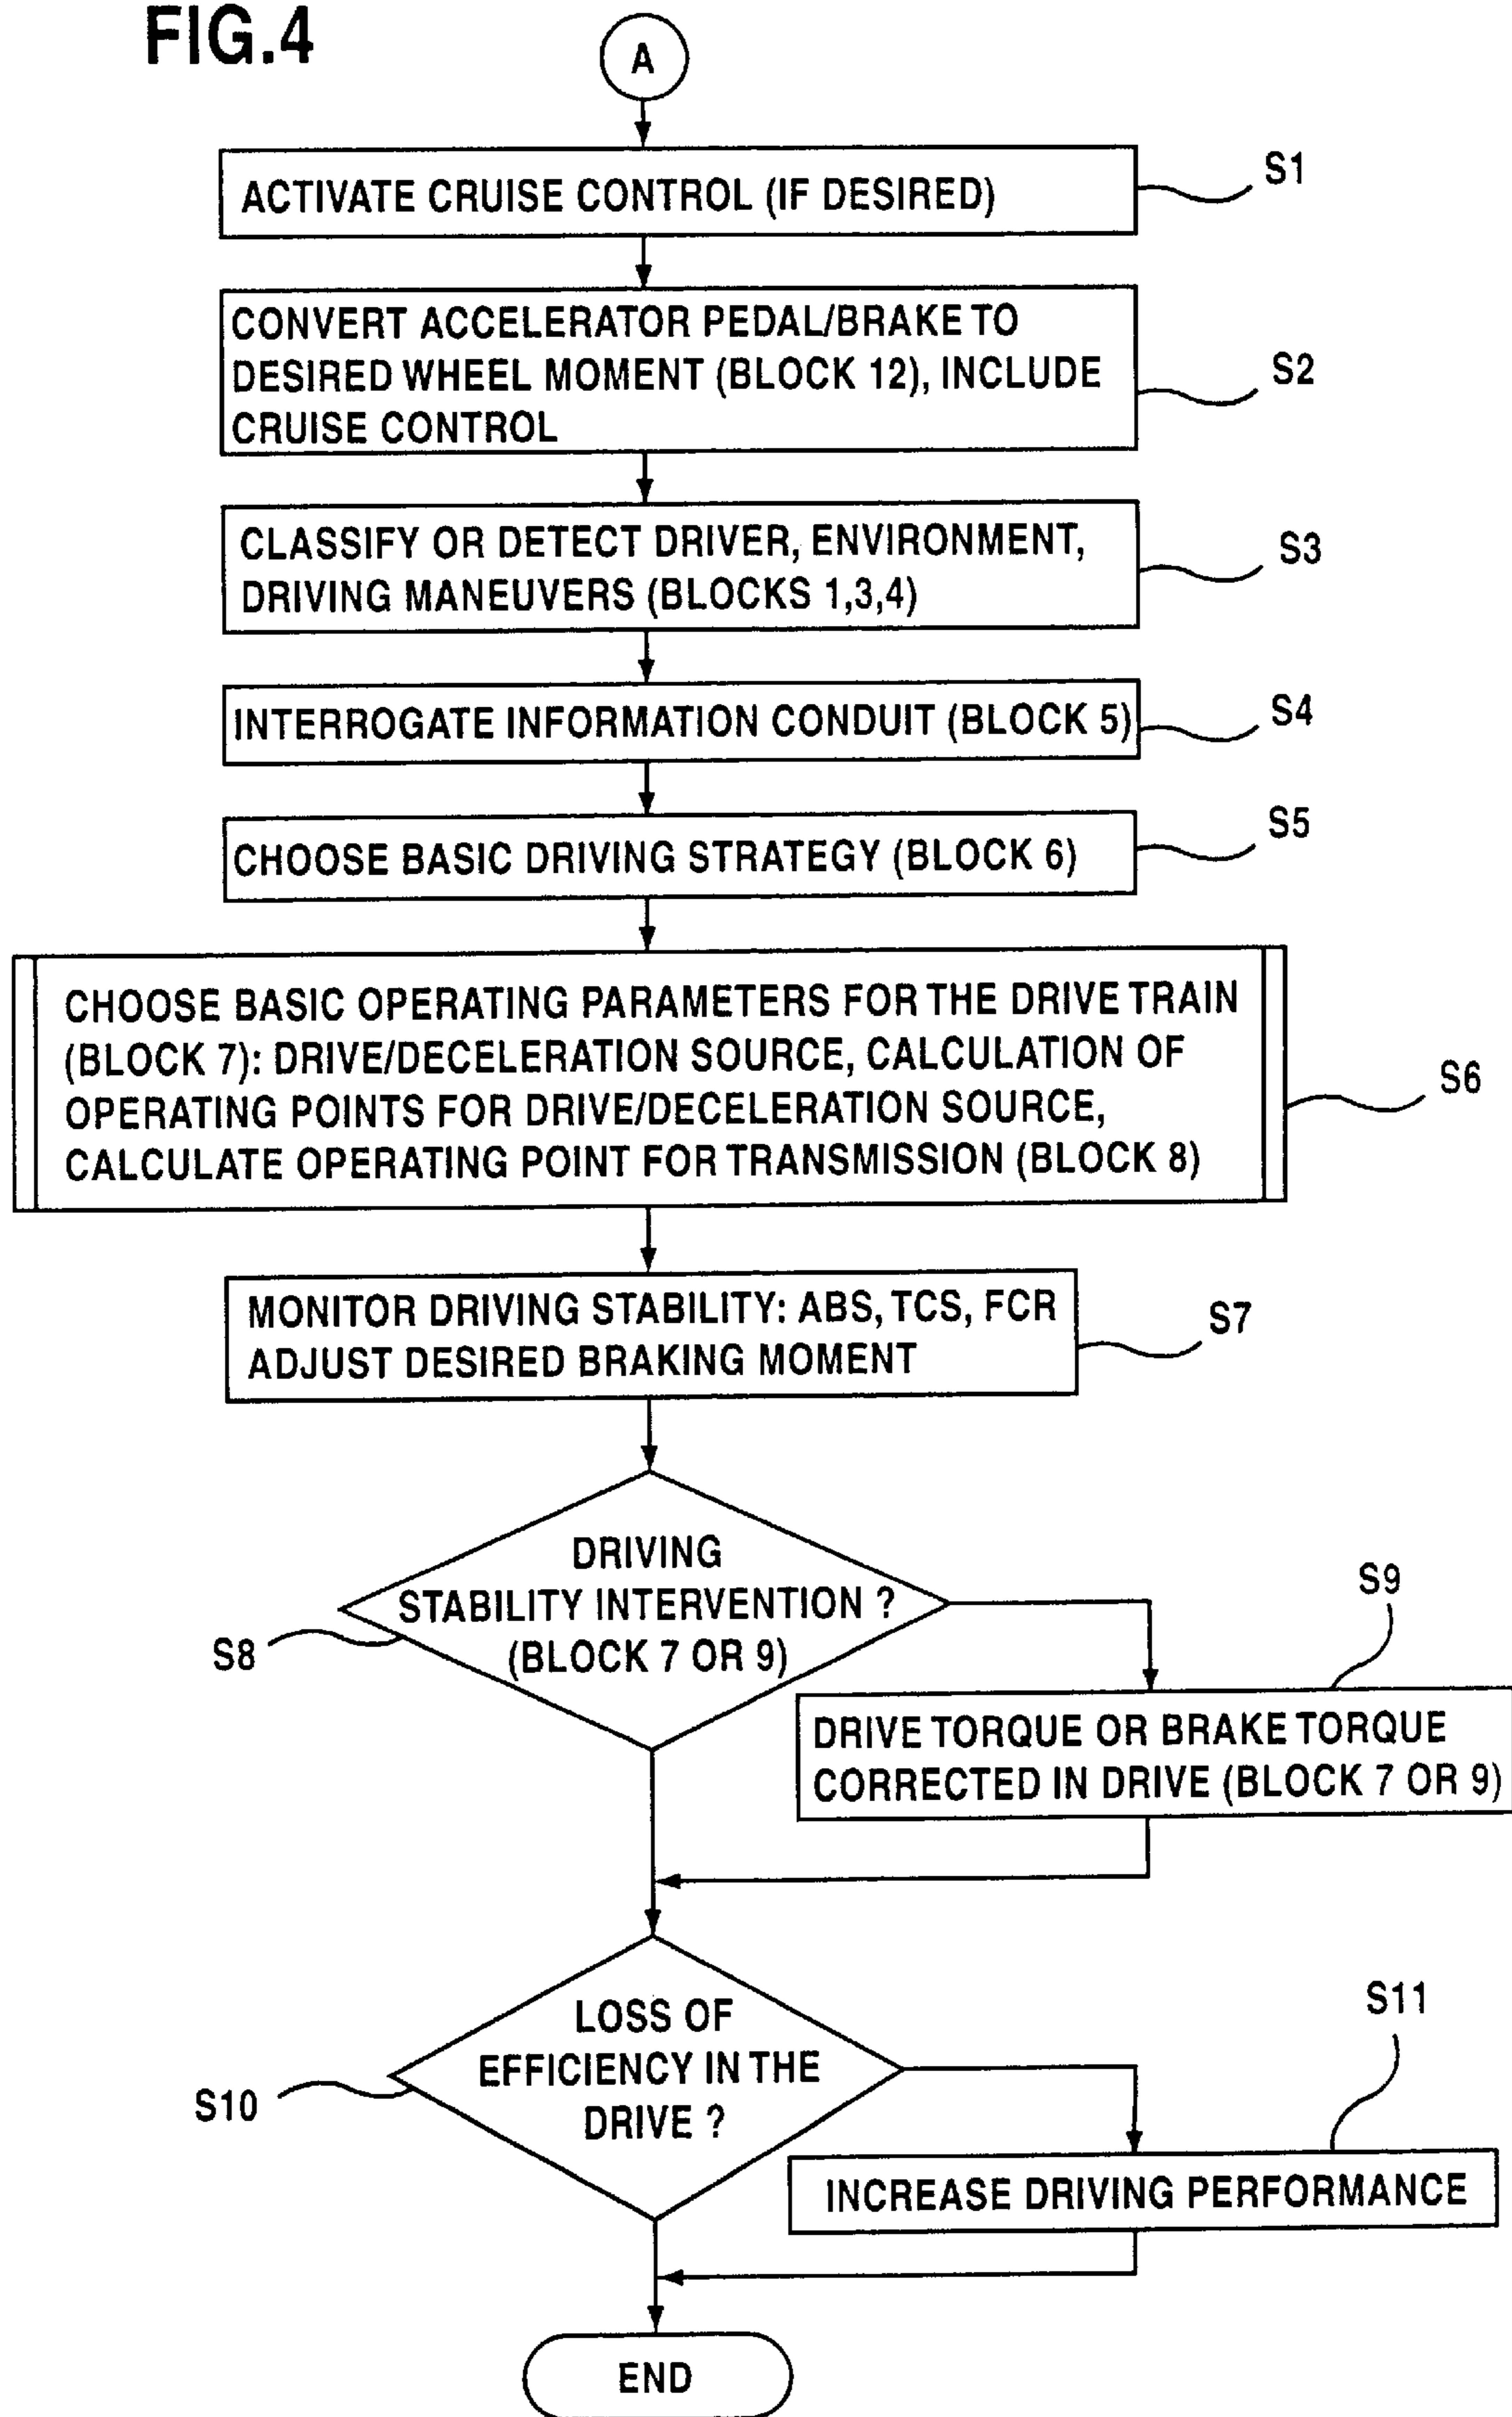 FIG.4
A
ACTIVATE CRUISE CONTROL (IF DESIRED)
S1
CONVERT ACCELERATOR PEDAL/BRAKE TO
DESIRED WHEEL MOMENT (BLOCK 12), INCLUDE
CRUISE CONTROL
S2
CLASSIFY OR DETECT DRIVER, ENVIRONMENT,
DRIVING MANEUVERS (BLOCKS 1,3,4)
S3
INTERROGATE INFORMATION CONDUIT (BLOCK 5)
S4
CHOOSE BASIC DRIVING STRATEGY (BLOCK 6)
S5
CHOOSE BASIC OPERATING PARAMETERS FOR THE DRIVE TRAIN
(BLOCK 7): DRIVE/DECELERATION SOURCE, CALCULATION OF
OPERATING POINTS FOR DRIVE/DECELERATION SOURCE,
CALCULATE OPERATING POINT FOR TRANSMISSION (BLOCK 8)
S6
MONITOR DRIVING STABILITY: ABS, TCS, FCR
ADJUST DESIRED BRAKING MOMENT
S7
DRIVING
STABILITY INTERVENTION ?
(BLOCK 7 OR 9)
S8
S9
DRIVE TORQUE OR BRAKE TORQUE
CORRECTED IN DRIVE (BLOCK 7 OR 9)
LOSS OF
EFFICIENCY IN THE
DRIVE ?
S10
S11
INCREASE DRIVING PERFORMANCE
END